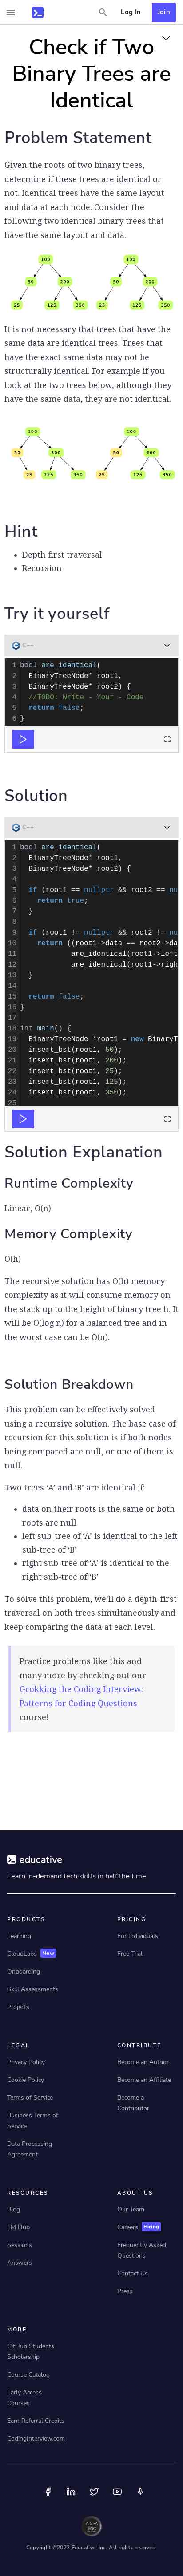 Log In
Join
Check if Two
Binary Trees are
Identical
Problem Statement
Given the roots of two binary trees,
determine if these trees are identical or
not. Identical trees have the same layout
and data at each node. Consider the
following two identical binary trees that
have the same layout and data.
100 100
50 200 50 200
25 125 350 25 125 350
It is not necessary that trees that have the
same data are identical trees. Trees that
have the exact same data may not be
structurally identical. For example if you
look at the two trees below, although they
have the same data, they are not identical.
100 100
50 200 50 200
25 125 350 25 125 350
Hint
• Depth first traversal
• Recursion
Try it yourself
C++
1 bool are_identical(
2 BinaryTreeNode* root1,
3 BinaryTreeNode* root2) {
4 //TODO: Write - Your - Code
5 return false;
6 }
Solution
C++
1 bool are_identical(
2 BinaryTreeNode* root1,
3 BinaryTreeNode* root2) {
4
5 if (root1 == nullptr && root2 == nu
6 return true;
7 }
8
9 if (root1 != nullptr && root2 != nu
10 return ((root1->data == root2->da
11 are_identical(root1->left
12 are_identical(root1->righ
13 }
14
15 return false;
16 }
17
18 int main() {
19 BinaryTreeNode *root1 = new BinaryT
20 insert_bst(root1, 50);
21 insert_bst(root1, 200);
22 insert_bst(root1, 25);
23 insert_bst(root1, 125);
24 insert_bst(root1, 350);
25
Solution Explanation
Runtime Complexity
Linear, O(n).
Memory Complexity
O(h)
The recursive solution has O(h) memory
complexity as it will consume memory on
the stack up to the height of binary tree h. It
will be O(log n) for a balanced tree and in
the worst case can be O(n).
Solution Breakdown
This problem can be effectively solved
using a recursive solution. The base case of
recursion for this solution is if both nodes
being compared are null, or one of them is
null.
Two trees ‘A’ and ‘B’ are identical if:
• data on their roots is the same or both
roots are null
• left sub-tree of ‘A’ is identical to the left
sub-tree of ‘B’
• right sub-tree of ‘A’ is identical to the
right sub-tree of ‘B’
To solve this problem, we’ll do a depth-first
traversal on both trees simultaneously and
keep comparing the data at each level.
Practice problems like this and
many more by checking out our
Grokking the Coding Interview:
Patterns for Coding Questions
course!
educative
Learn in-demand tech skills in half the time
PRODUCTS
Learning
CloudLabs New
Onboarding
Skill Assessments
Projects
PRICING
For Individuals
Free Trial
LEGAL
Privacy Policy
Cookie Policy
Terms of Service
Business Terms of
Service
Data Processing
Agreement
CONTRIBUTE
Become an Author
Become an Affiliate
Become a
Contributor
RESOURCES
Blog
EM Hub
Sessions
Answers
ABOUT US
Our Team
Careers Hiring
Frequently Asked
Questions
Contact Us
Press
MORE
GitHub Students
Scholarship
Course Catalog
Early Access
Courses
Earn Referral Credits
CodingInterview.com
AICPA
SOC
Copyright ©2023 Educative, Inc. All rights reserved.